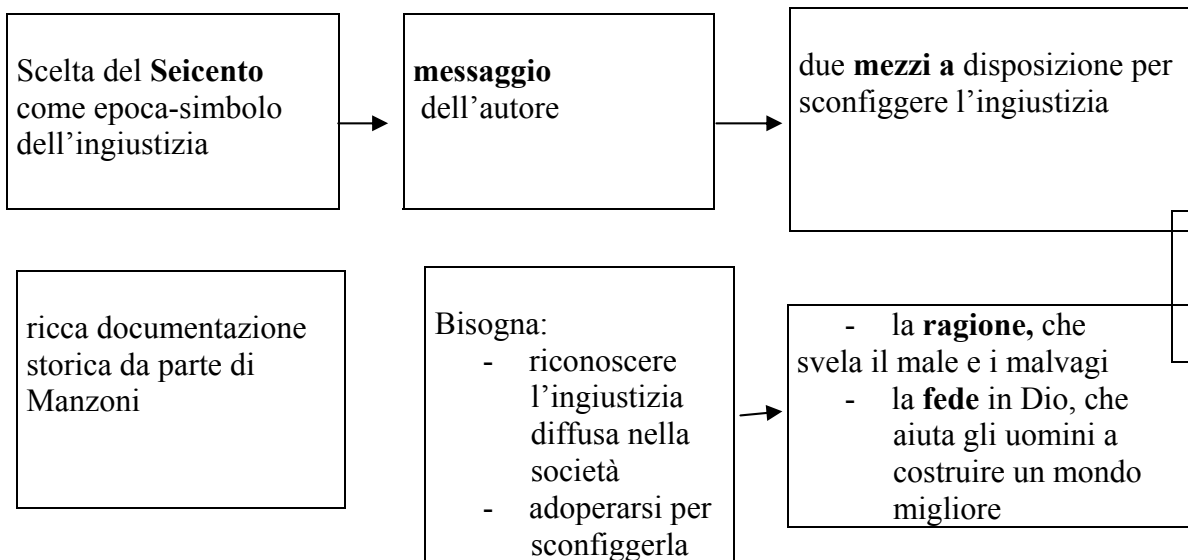 Scelta del Seicento
come epoca-simbolo
dell’ingiustizia
messaggio
dell’autore
due mezzi a disposizione per
sconfiggere l’ingiustizia
ricca documentazione
storica da parte di
Manzoni
Bisogna:
- riconoscere
l’ingiustizia
diffusa nella
società
- adoperarsi per
sconfiggerla
- la ragione, che
svela il male e i malvagi
- la fede in Dio, che
aiuta gli uomini a
costruire un mondo
migliore